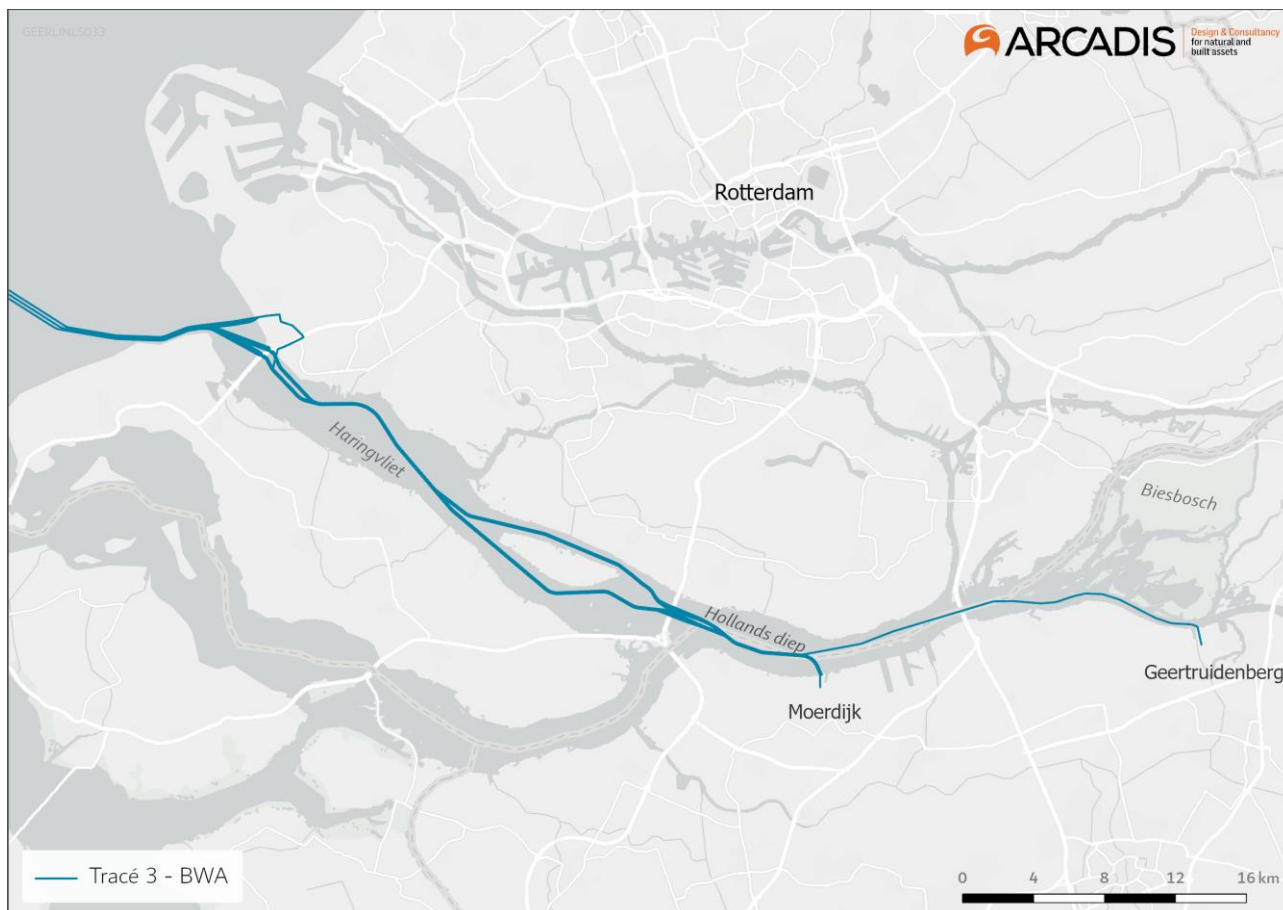 GEERLINL5033
ARCADIS
Design & Consultancy
for natural and
built assets
Rotterdam
Haringvliet
Biesbosch
Hollands diep
Geertruidenberg
Moerdijk
Tracé 3 - BWA
0 4 8 12 16 km